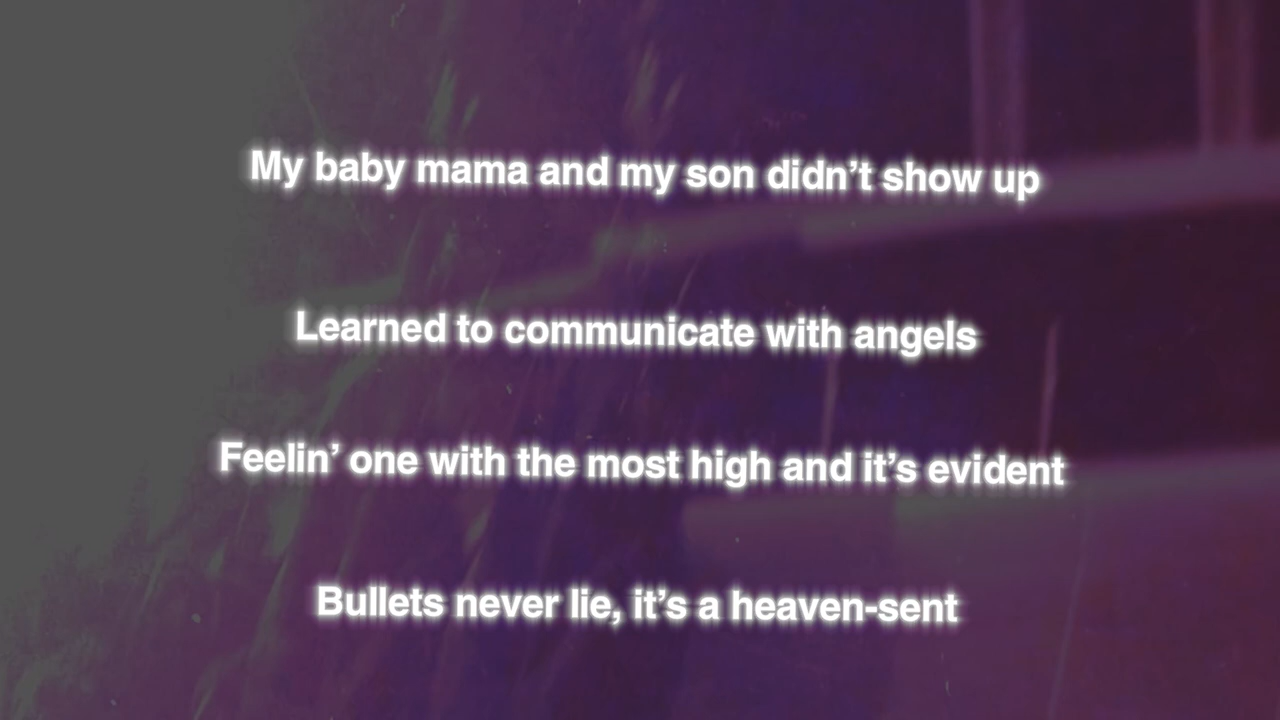 My baby mama and my son didn’t show up
Learned to communicate with angels
Feelin’ one with the most high and it’s evident
Bullets never lie, it’s a heaven-sent